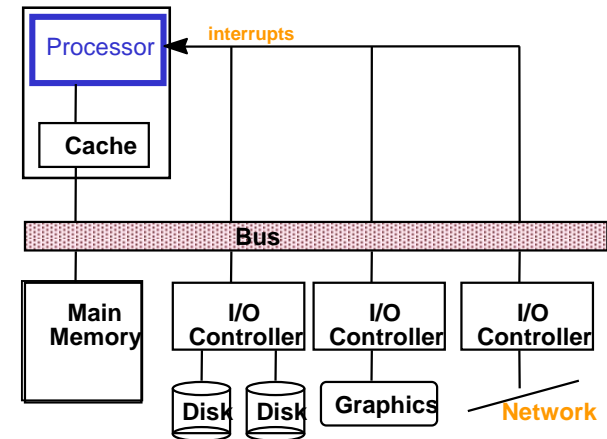 interrupts
Processor
Cache
Bus
Main
Memory
I/O
Controller
I/O
Controller
I/O
Controller
Disk
Disk
Graphics
Network